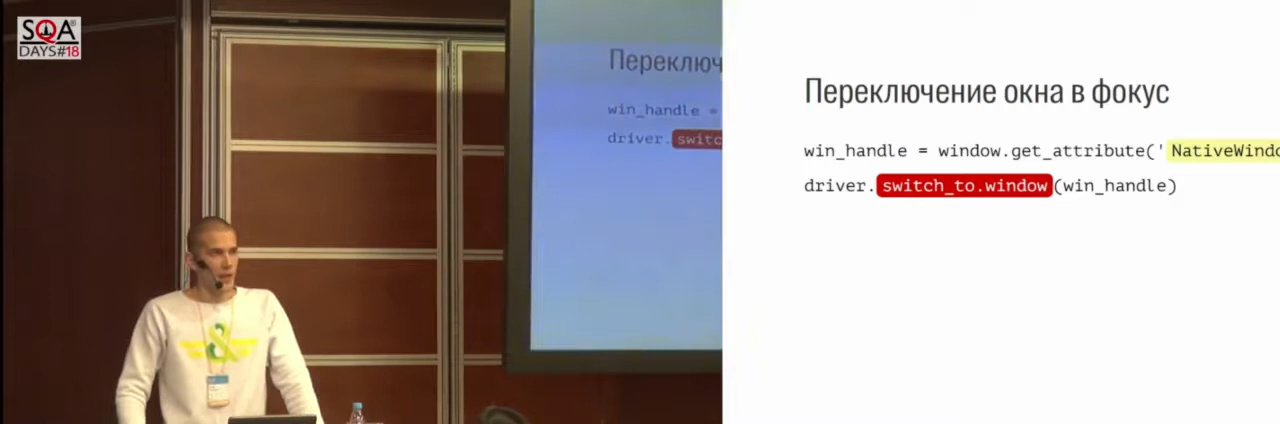 SQA
DAYS#18
Переключ
win_handle =
driver.switc
Переключение окна в фокус
win_handle = window.get_attribute('NativeWindo
driver.switch_to.window(win_handle)